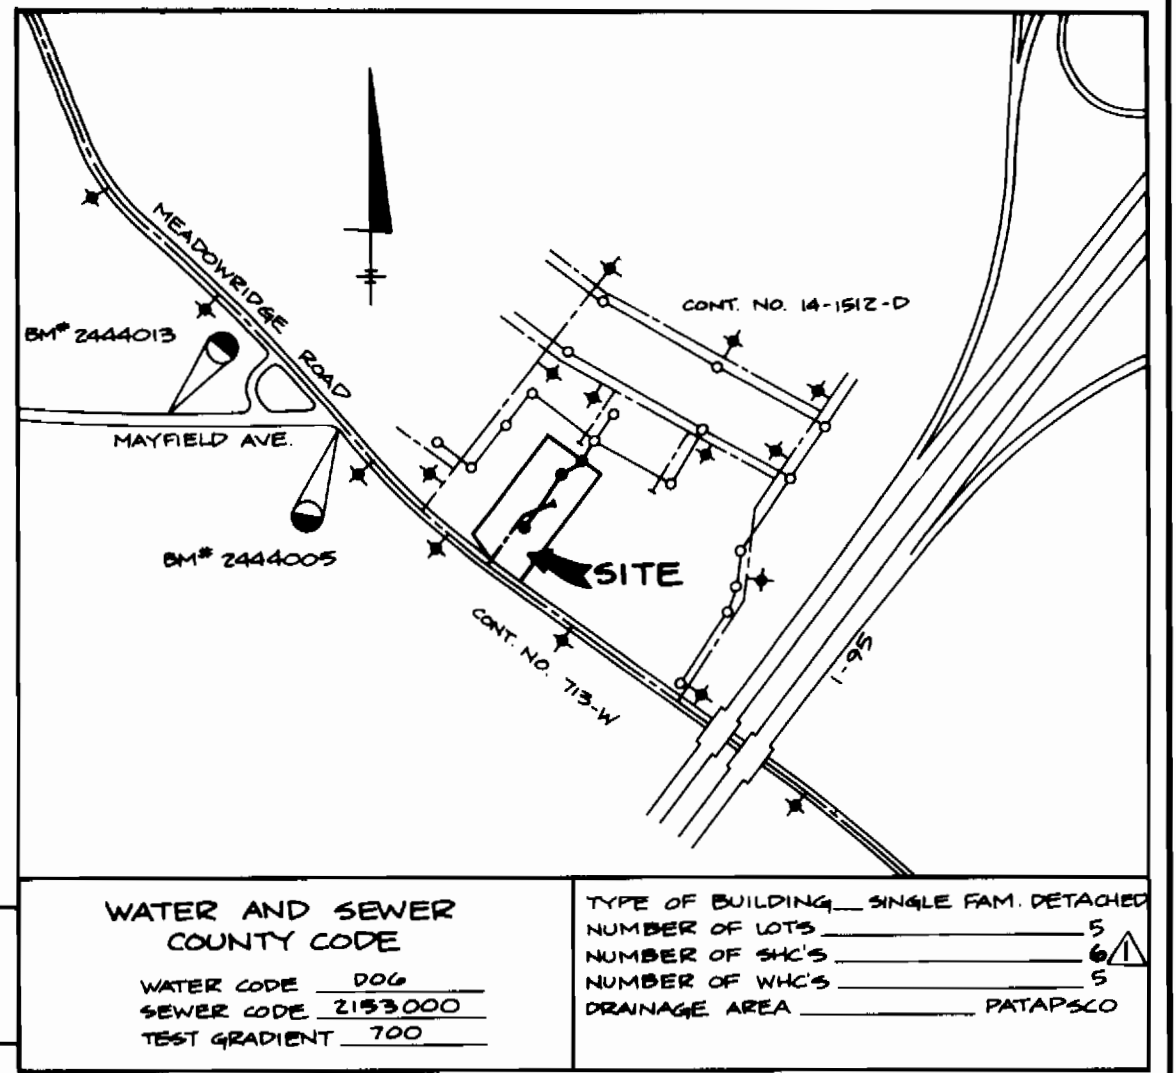 MEADOWRIDGE ROAD
CONT. NO. 14-1512-D
BM# 2444013
MAYFIELD AVE.
BM# 2444005
SITE
CONT. NO. 713-W
I-95
WATER AND SEWER
COUNTY CODE
WATER CODE D06
SEWER CODE 2153000
TEST GRADIENT 700
TYPE OF BUILDING SINGLE FAM. DETACHED
NUMBER OF LOTS 5
NUMBER OF SHC'S 6 1
NUMBER OF WHC'S 5
DRAINAGE AREA PATAPSCO